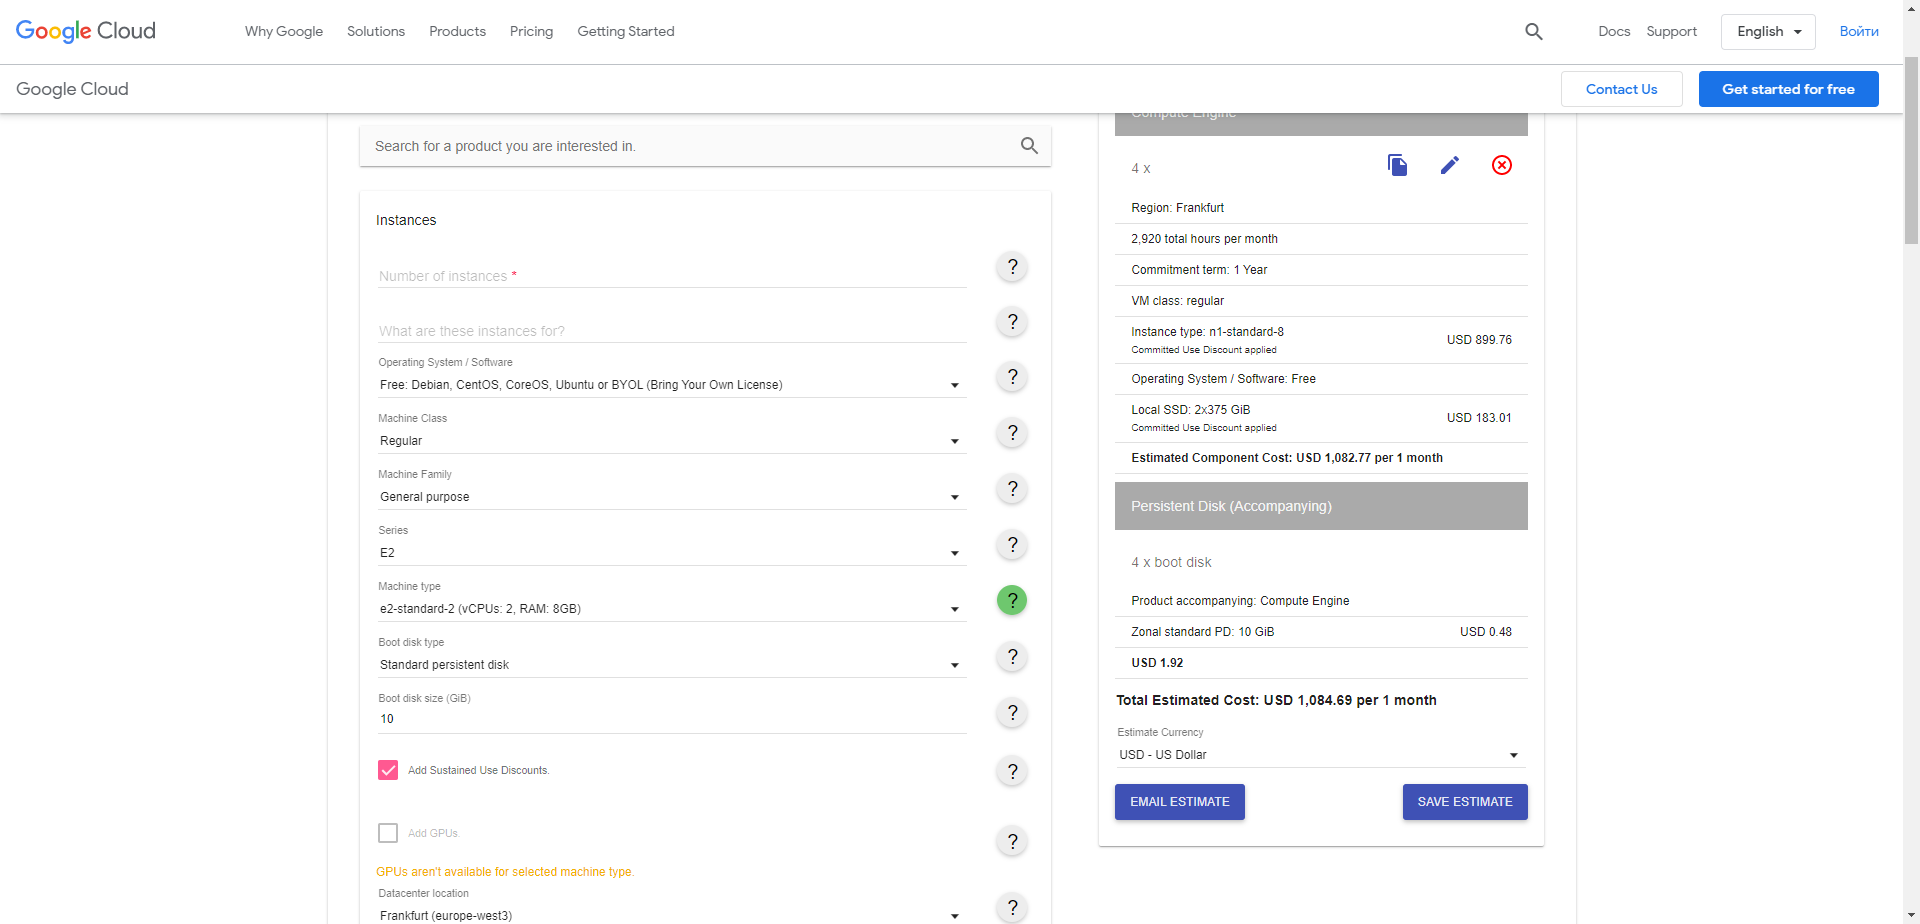 Google Cloud
Why Google
Solutions
Products
Pricing
Getting Started
Docs
Support
English
Войти
Google Cloud
Contact Us
Get started for free
Search for a product you are interested in.
Instances
Number of instances *
?
What are these instances for?
?
Operating System / Software
Free: Debian, CentOS, CoreOS, Ubuntu or BYOL (Bring Your Own License)
?
Machine Class
Regular
?
Machine Family
General purpose
?
Series
E2
?
Machine type
e2-standard-2 (vCPUs: 2, RAM: 8GB)
?
Boot disk type
Standard persistent disk
?
Boot disk size (GiB)
10
?
Add Sustained Use Discounts.
?
Add GPUs.
?
GPUs aren't available for selected machine type.
Datacenter location
Frankfurt (europe-west3)
?
Compute Engine
4 x
Region: Frankfurt
2,920 total hours per month
Commitment term: 1 Year
VM class: regular
Instance type: n1-standard-8
Committed Use Discount applied
USD 899.76
Operating System / Software: Free
Local SSD: 2x375 GiB
Committed Use Discount applied
USD 183.01
Estimated Component Cost: USD 1,082.77 per 1 month
Persistent Disk (Accompanying)
4 x boot disk
Product accompanying: Compute Engine
Zonal standard PD: 10 GiB
USD 0.48
USD 1.92
Total Estimated Cost: USD 1,084.69 per 1 month
Estimate Currency
USD - US Dollar
EMAIL ESTIMATE
SAVE ESTIMATE